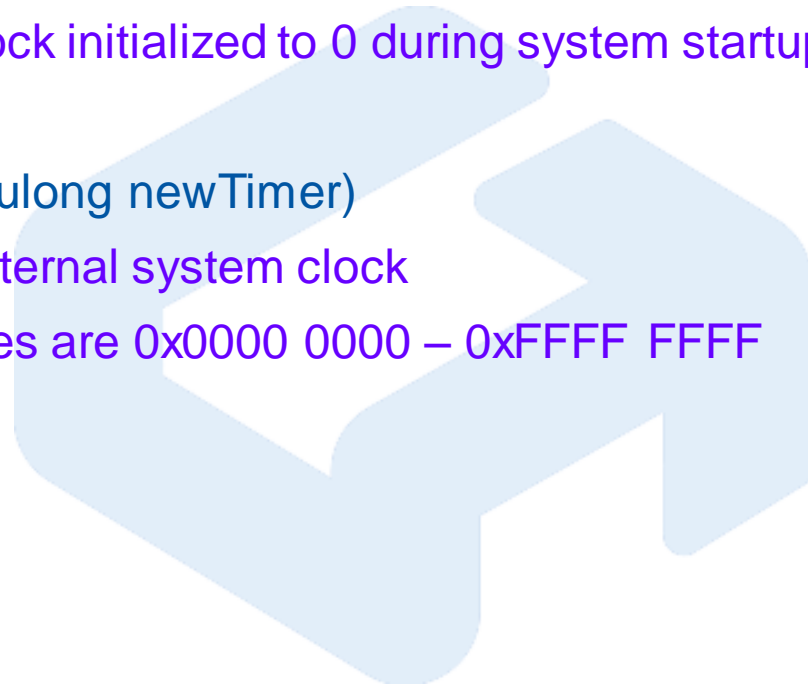 ock initialized to 0 during system startup
ulong newTimer)
ternal system clock
es are 0x0000 0000 – 0xFFFF FFFF